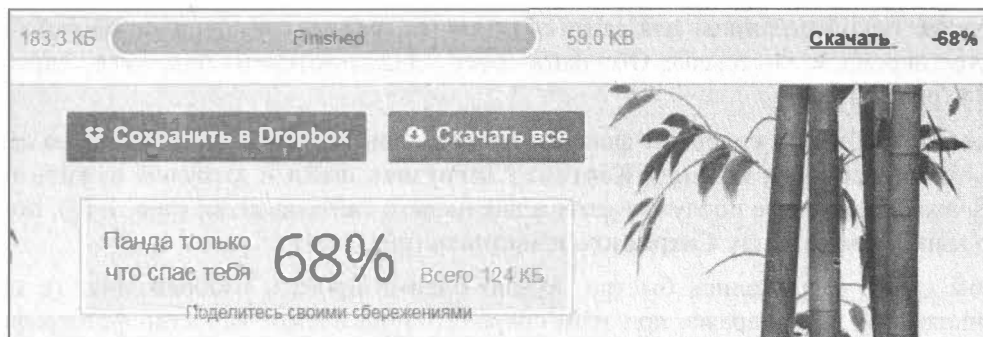 183.3 КБ Finished 59.0 KB Скачать -68%
Сохранить в Dropbox Скачать все
Панда только
что спас тебя 68% Всего 124 КБ
Поделитесь своими сбережениями